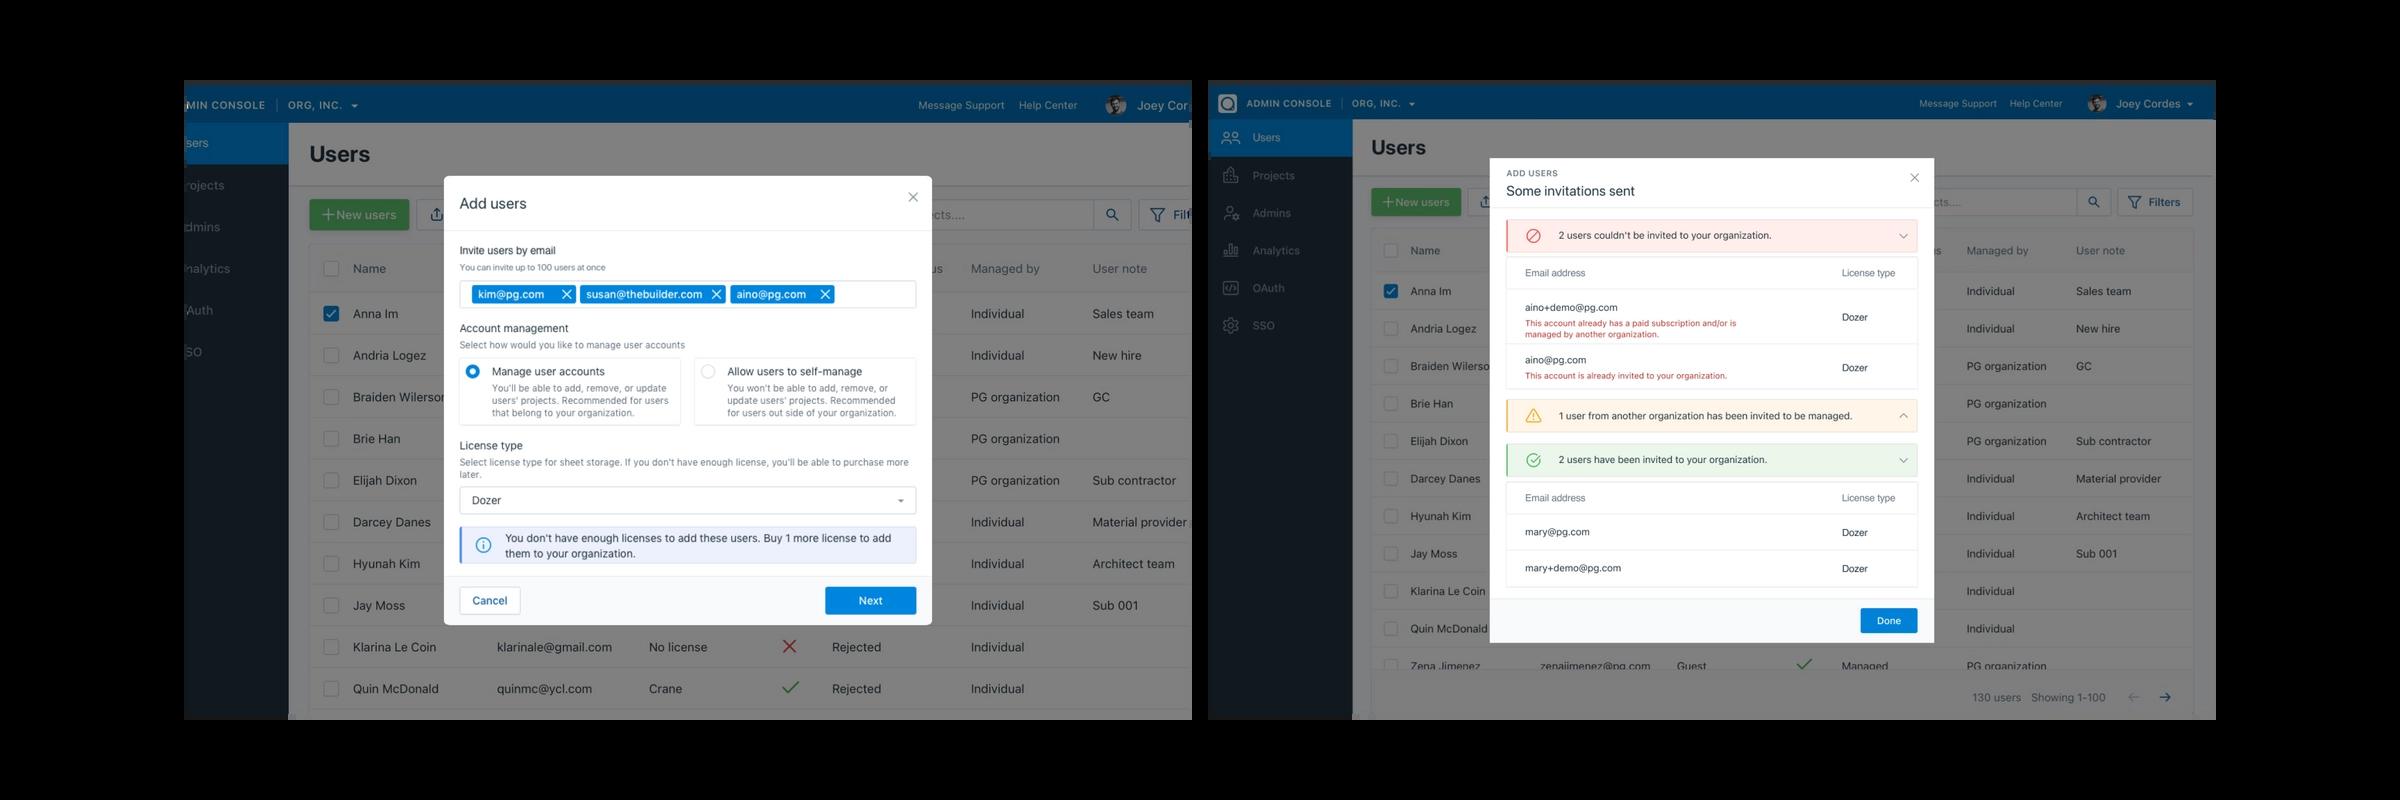 MIN CONSOLE
ORG, INC.
Message Support
Help Center
Joey Cor
sers
ojects
dmins
nalytics
Auth
SO
Users
+New users
cts....
Filt
Name
us
Managed by
User note
Anna Im
Individual
Sales team
Andria Logez
Individual
New hire
Braiden Wilerson
PG organization
GC
Brie Han
PG organization
Elijah Dixon
PG organization
Sub contractor
Darcey Danes
Individual
Material provider
Hyunah Kim
Individual
Architect team
Jay Moss
Individual
Sub 001
Klarina Le Coin
klarinale@gmail.com
No license
Rejected
Individual
Quin McDonald
quinmc@ycl.com
Crane
Rejected
Individual
Add users
Invite users by email
You can invite up to 100 users at once
kim@pg.com
susan@thebuilder.com
aino@pg.com
Account management
Select how would you like to manage user accounts
Manage user accounts
You'll be able to add, remove, or update
users' projects. Recommended for users
that belong to your organization.
Allow users to self-manage
You won't be able to add, remove, or
update users' projects. Recommended
for users out side of your organization.
License type
Select license type for sheet storage. If you don't have enough license, you'll be able to purchase more
later.
Dozer
You don't have enough licenses to add these users. Buy 1 more license to add
them to your organization.
Cancel
Next
ADMIN CONSOLE
ORG, INC.
Message Support
Help Center
Joey Cordes
Users
Projects
Admins
Analytics
OAuth
SSO
Users
+New users
cts....
Filters
Name
us
Managed by
User note
Anna Im
Individual
Sales team
Andria Logez
Individual
New hire
Braiden Wilerso
PG organization
GC
Brie Han
PG organization
Elijah Dixon
PG organization
Sub contractor
Darcey Danes
Individual
Material provider
Hyunah Kim
Individual
Architect team
Jay Moss
Individual
Sub 001
Klarina Le Coin
Individual
Quin McDonald
Individual
Zena Jimenez
zenajimenez@pg.com
Guest
Managed
PG organization
130 users
Showing 1-100
ADD USERS
Some invitations sent
2 users couldn't be invited to your organization.
Email address
License type
aino+demo@pg.com
This account already has a paid subscription and/or is
managed by another organization.
Dozer
aino@pg.com
This account is already invited to your organization.
Dozer
1 user from another organization has been invited to be managed.
2 users have been invited to your organization.
Email address
License type
mary@pg.com
Dozer
mary+demo@pg.com
Dozer
Done